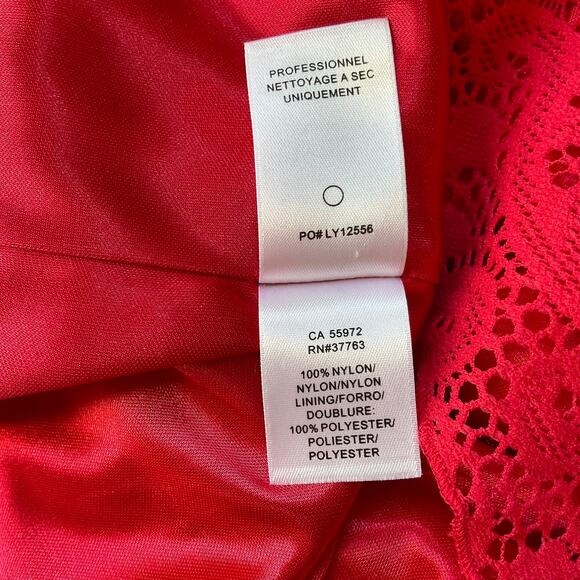 PROFESSIONNEL
NETTOYAGE A SEC
UNIQUEMENT
PO# LY12556
CA 55972
RN#37763
100% NYLON/
NYLON/NYLON
LINING/FORRO/
DOUBLURE:
100% POLYESTER/
POLIESTER/
POLYESTER